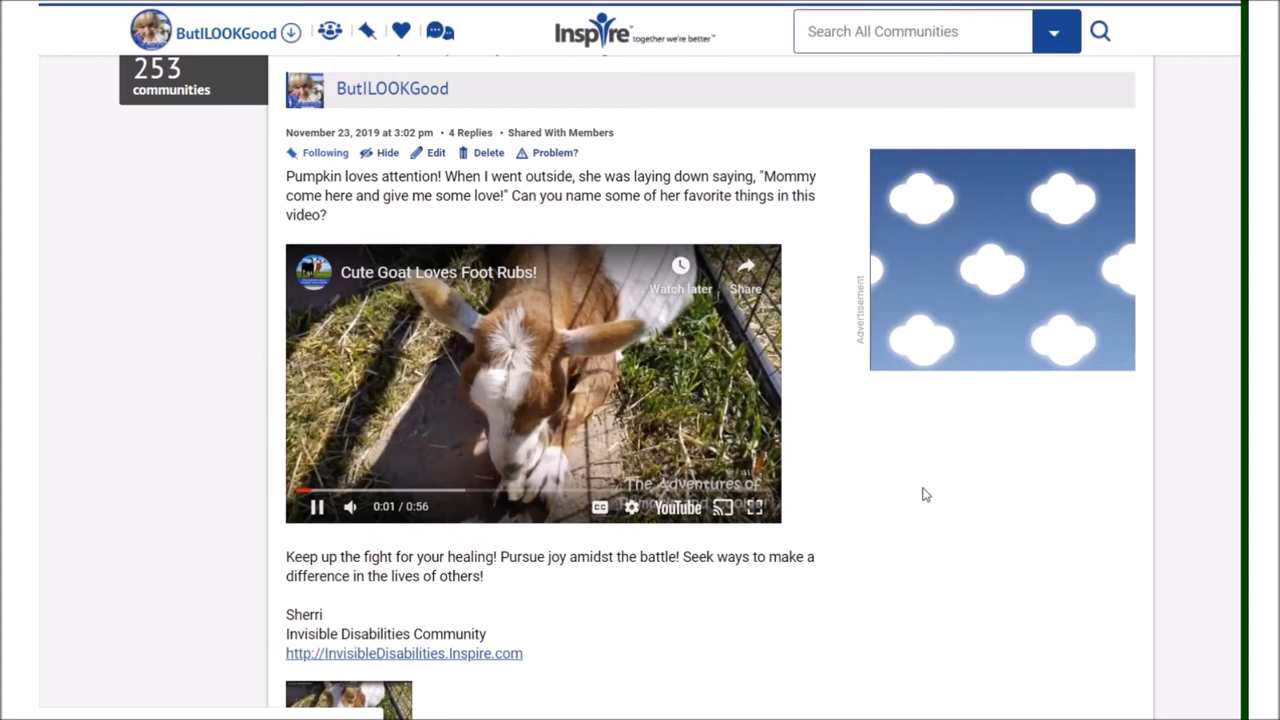 ButILOOKGood
Inspire™ together we're better™
Search All Communities
253
communities
ButILOOKGood
November 23, 2019 at 3:02 pm • 4 Replies • Shared With Members
Following Hide Edit Delete Problem?
Pumpkin loves attention! When I went outside, she was laying down saying, "Mommy
come here and give me some love!" Can you name some of her favorite things in this
video?
Advertisement
Cute Goat Loves Foot Rubs!
Watch later Share
The Adventures of
0:01 / 0:56 CC YouTube
Keep up the fight for your healing! Pursue joy amidst the battle! Seek ways to make a
difference in the lives of others!
Sherri
Invisible Disabilities Community
http://InvisibleDisabilities.Inspire.com